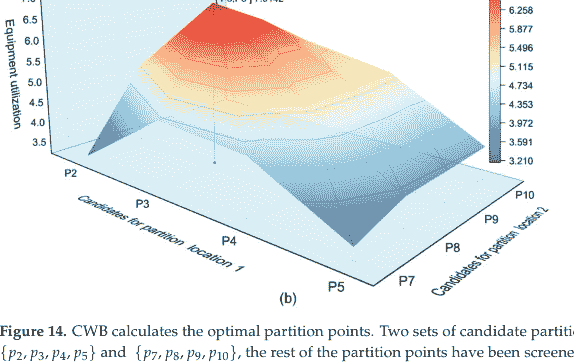 6.5
6.0
5.5
5.0
4.5
4.0
3.5
Equipment utilization
6.258
5.877
5.496
5.115
4.734
4.353
3.972
3.591
3.210
P2
P3
P4
P5
Candidates for partition location 1
P7
P8
P9
P10
Candidates for partition location 2
(b)
Figure 14. CWB calculates the optimal partition points. Two sets of candidate partiti
{p2, p3, p4, p5} and {p7, p8, p9, p10}, the rest of the partition points have been screene